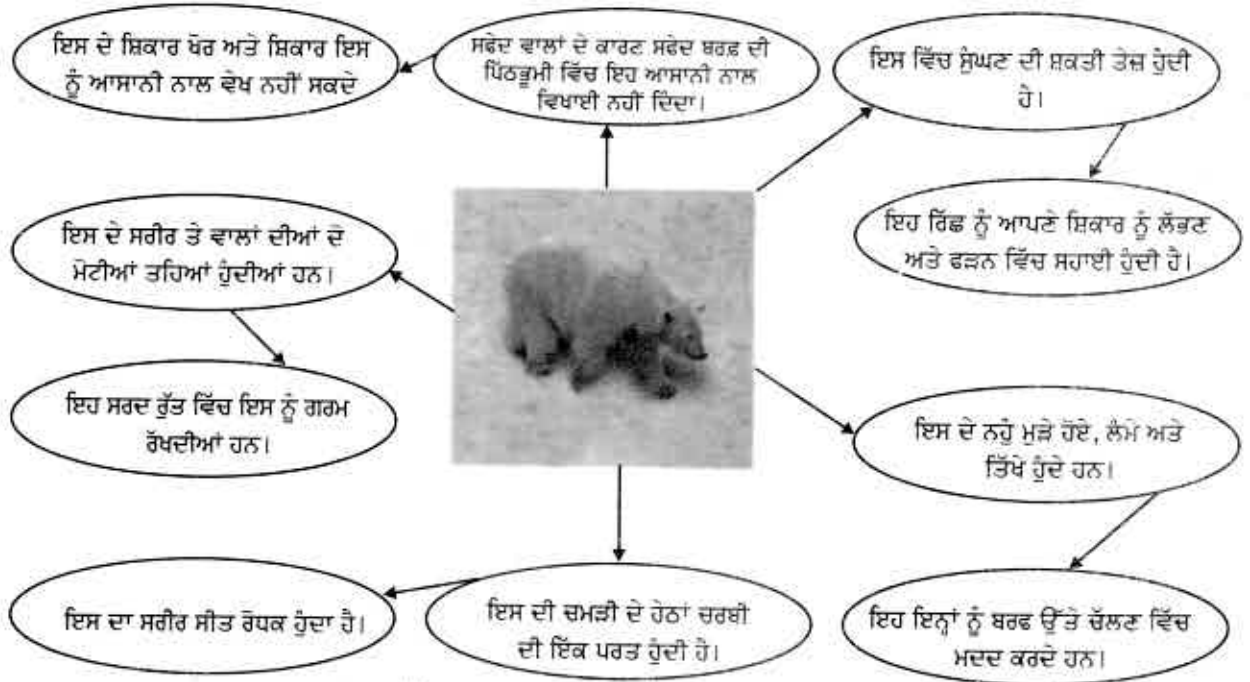 ਇਸ ਦੇ ਸ਼ਿਕਾਰ ਖੋਰ ਅਤੇ ਸ਼ਿਕਾਰ ਇਸ
ਨੂੰ ਆਸਾਨੀ ਨਾਲ ਵੇਖ ਨਹੀਂ ਸਕਦੇ
ਸਫੇਦ ਵਾਲਾਂ ਦੇ ਕਾਰਣ ਸਫੇਦ ਬਰਫ਼ ਦੀ
ਪਿੱਠਭੂਮੀ ਵਿੱਚ ਇਹ ਆਸਾਨੀ ਨਾਲ
ਵਿਖਾਈ ਨਹੀਂ ਦਿੰਦਾ।
ਇਸ ਵਿੱਚ ਸੁੰਘਣ ਦੀ ਸ਼ਕਤੀ ਤੇਜ਼ ਹੁੰਦੀ
ਹੈ।
ਇਹ ਰਿੱਛ ਨੂੰ ਆਪਣੇ ਸ਼ਿਕਾਰ ਨੂੰ ਲੱਭਣ
ਅਤੇ ਫੜਨ ਵਿੱਚ ਸਹਾਈ ਹੁੰਦੀ ਹੈ।
ਇਸ ਦੇ ਸਰੀਰ ਤੇ ਵਾਲਾਂ ਦੀਆਂ ਦੋ
ਮੋਟੀਆਂ ਤਹਿਆਂ ਹੁੰਦੀਆਂ ਹਨ।
ਇਹ ਸਰਦ ਰੁੱਤ ਵਿੱਚ ਇਸ ਨੂੰ ਗਰਮ
ਰੱਖਦੀਆਂ ਹਨ।
ਇਸ ਦੇ ਨਹੁੰ ਮੁੜੇ ਹੋਏ, ਲੰਮੇ ਅਤੇ
ਤਿੱਖੇ ਹੁੰਦੇ ਹਨ।
ਇਸ ਦਾ ਸਰੀਰ ਸੀਤ ਰੋਧਕ ਹੁੰਦਾ ਹੈ।
ਇਸ ਦੀ ਚਮੜੀ ਦੇ ਹੇਠਾਂ ਚਰਬੀ
ਦੀ ਇੱਕ ਪਰਤ ਹੁੰਦੀ ਹੈ।
ਇਹ ਇਨ੍ਹਾਂ ਨੂੰ ਬਰਫ ਉੱਤੇ ਚੱਲਣ ਵਿੱਚ
ਮਦਦ ਕਰਦੇ ਹਨ।